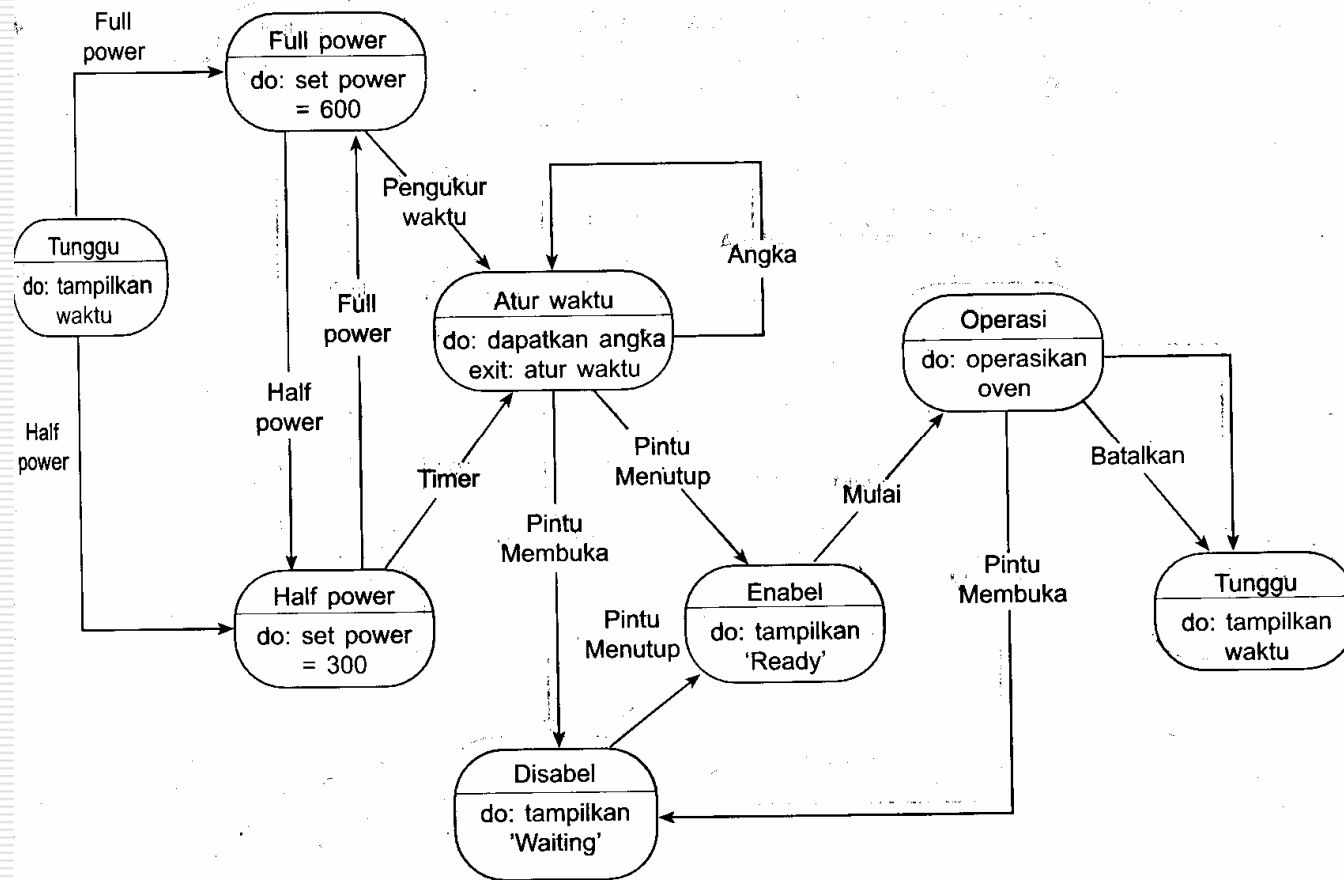 Full
power
Full power
do: set power
= 600
Pengukur
waktu
Tunggu
do: tampilkan
waktu
Full
power
Half
power
Half
power
Angka
Atur waktu
do: dapatkan angka
exit: atur waktu
Operasi
do: operasikan
oven
Timer
Pintu
Menutup
Mulai
Batalkan
Pintu
Membuka
Half power
do: set power
= 300
Pintu
Menutup
Enabel
do: tampilkan
'Ready'
Pintu
Membuka
Tunggu
do: tampilkan
waktu
Disabel
do: tampilkan
'Waiting'